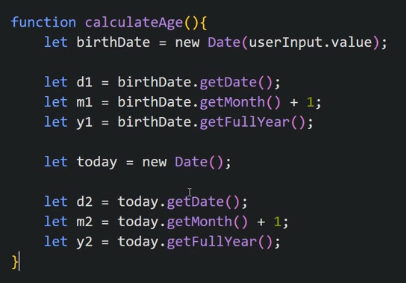 function calculateAge(){
    let birthDate = new Date(userInput.value);

    let d1 = birthDate.getDate();
    let m1 = birthDate.getMonth() + 1;
    let y1 = birthDate.getFullYear();

    let today = new Date();

    let d2 = today.getDate();
    let m2 = today.getMonth() + 1;
    let y2 = today.getFullYear();
}